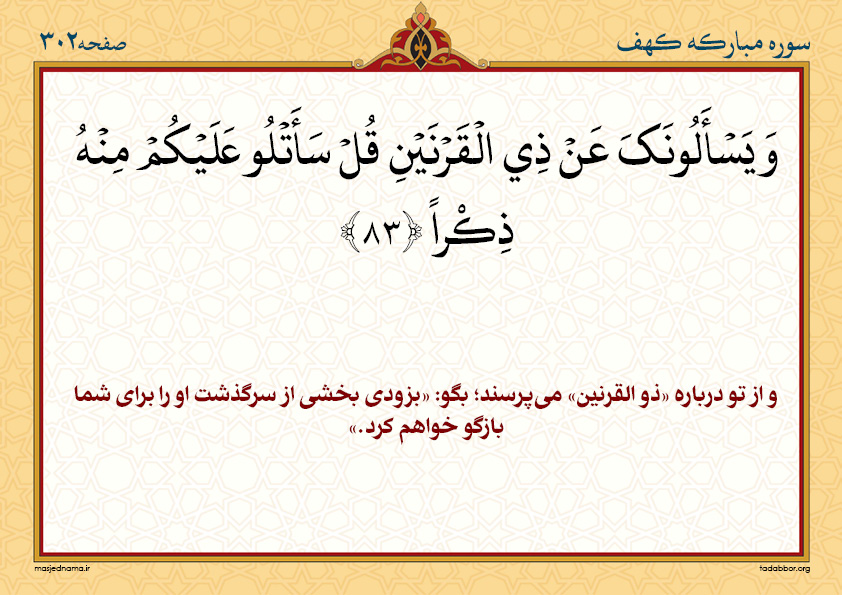 سوره مبارکه کهف
صفحه۳۰۲
وَ یَسْأَلُونَکَ عَنْ ذِي الْقَرْنَيْنِ قُلْ سَأَتْلُو عَلَيْكُمْ مِنْهُ
ذِكْراً ﴿۸۳﴾
و از تو درباره «ذو القرنین» می‌پرسند؛ بگو: «بزودی بخشی از سرگذشت او را برای شما
بازگو خواهم کرد.»
masjednama.ir
tadabbor.org